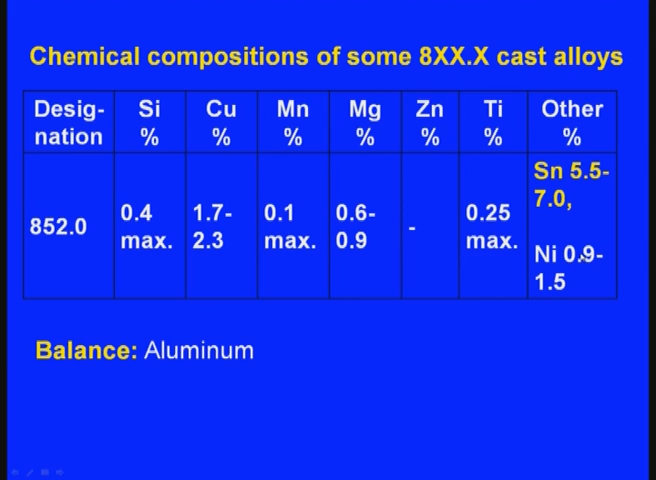 Chemical compositions of some 8XX.X cast alloys
Desig-
nation
Si
%
Cu
%
Mn
%
Mg
%
Zn
%
Ti
%
Other
%
852.0
0.4
max.
1.7-
2.3
0.1
max.
0.6-
0.9
-
0.25
max.
Sn 5.5-
7.0,
Ni 0.9-
1.5
Balance: Aluminum